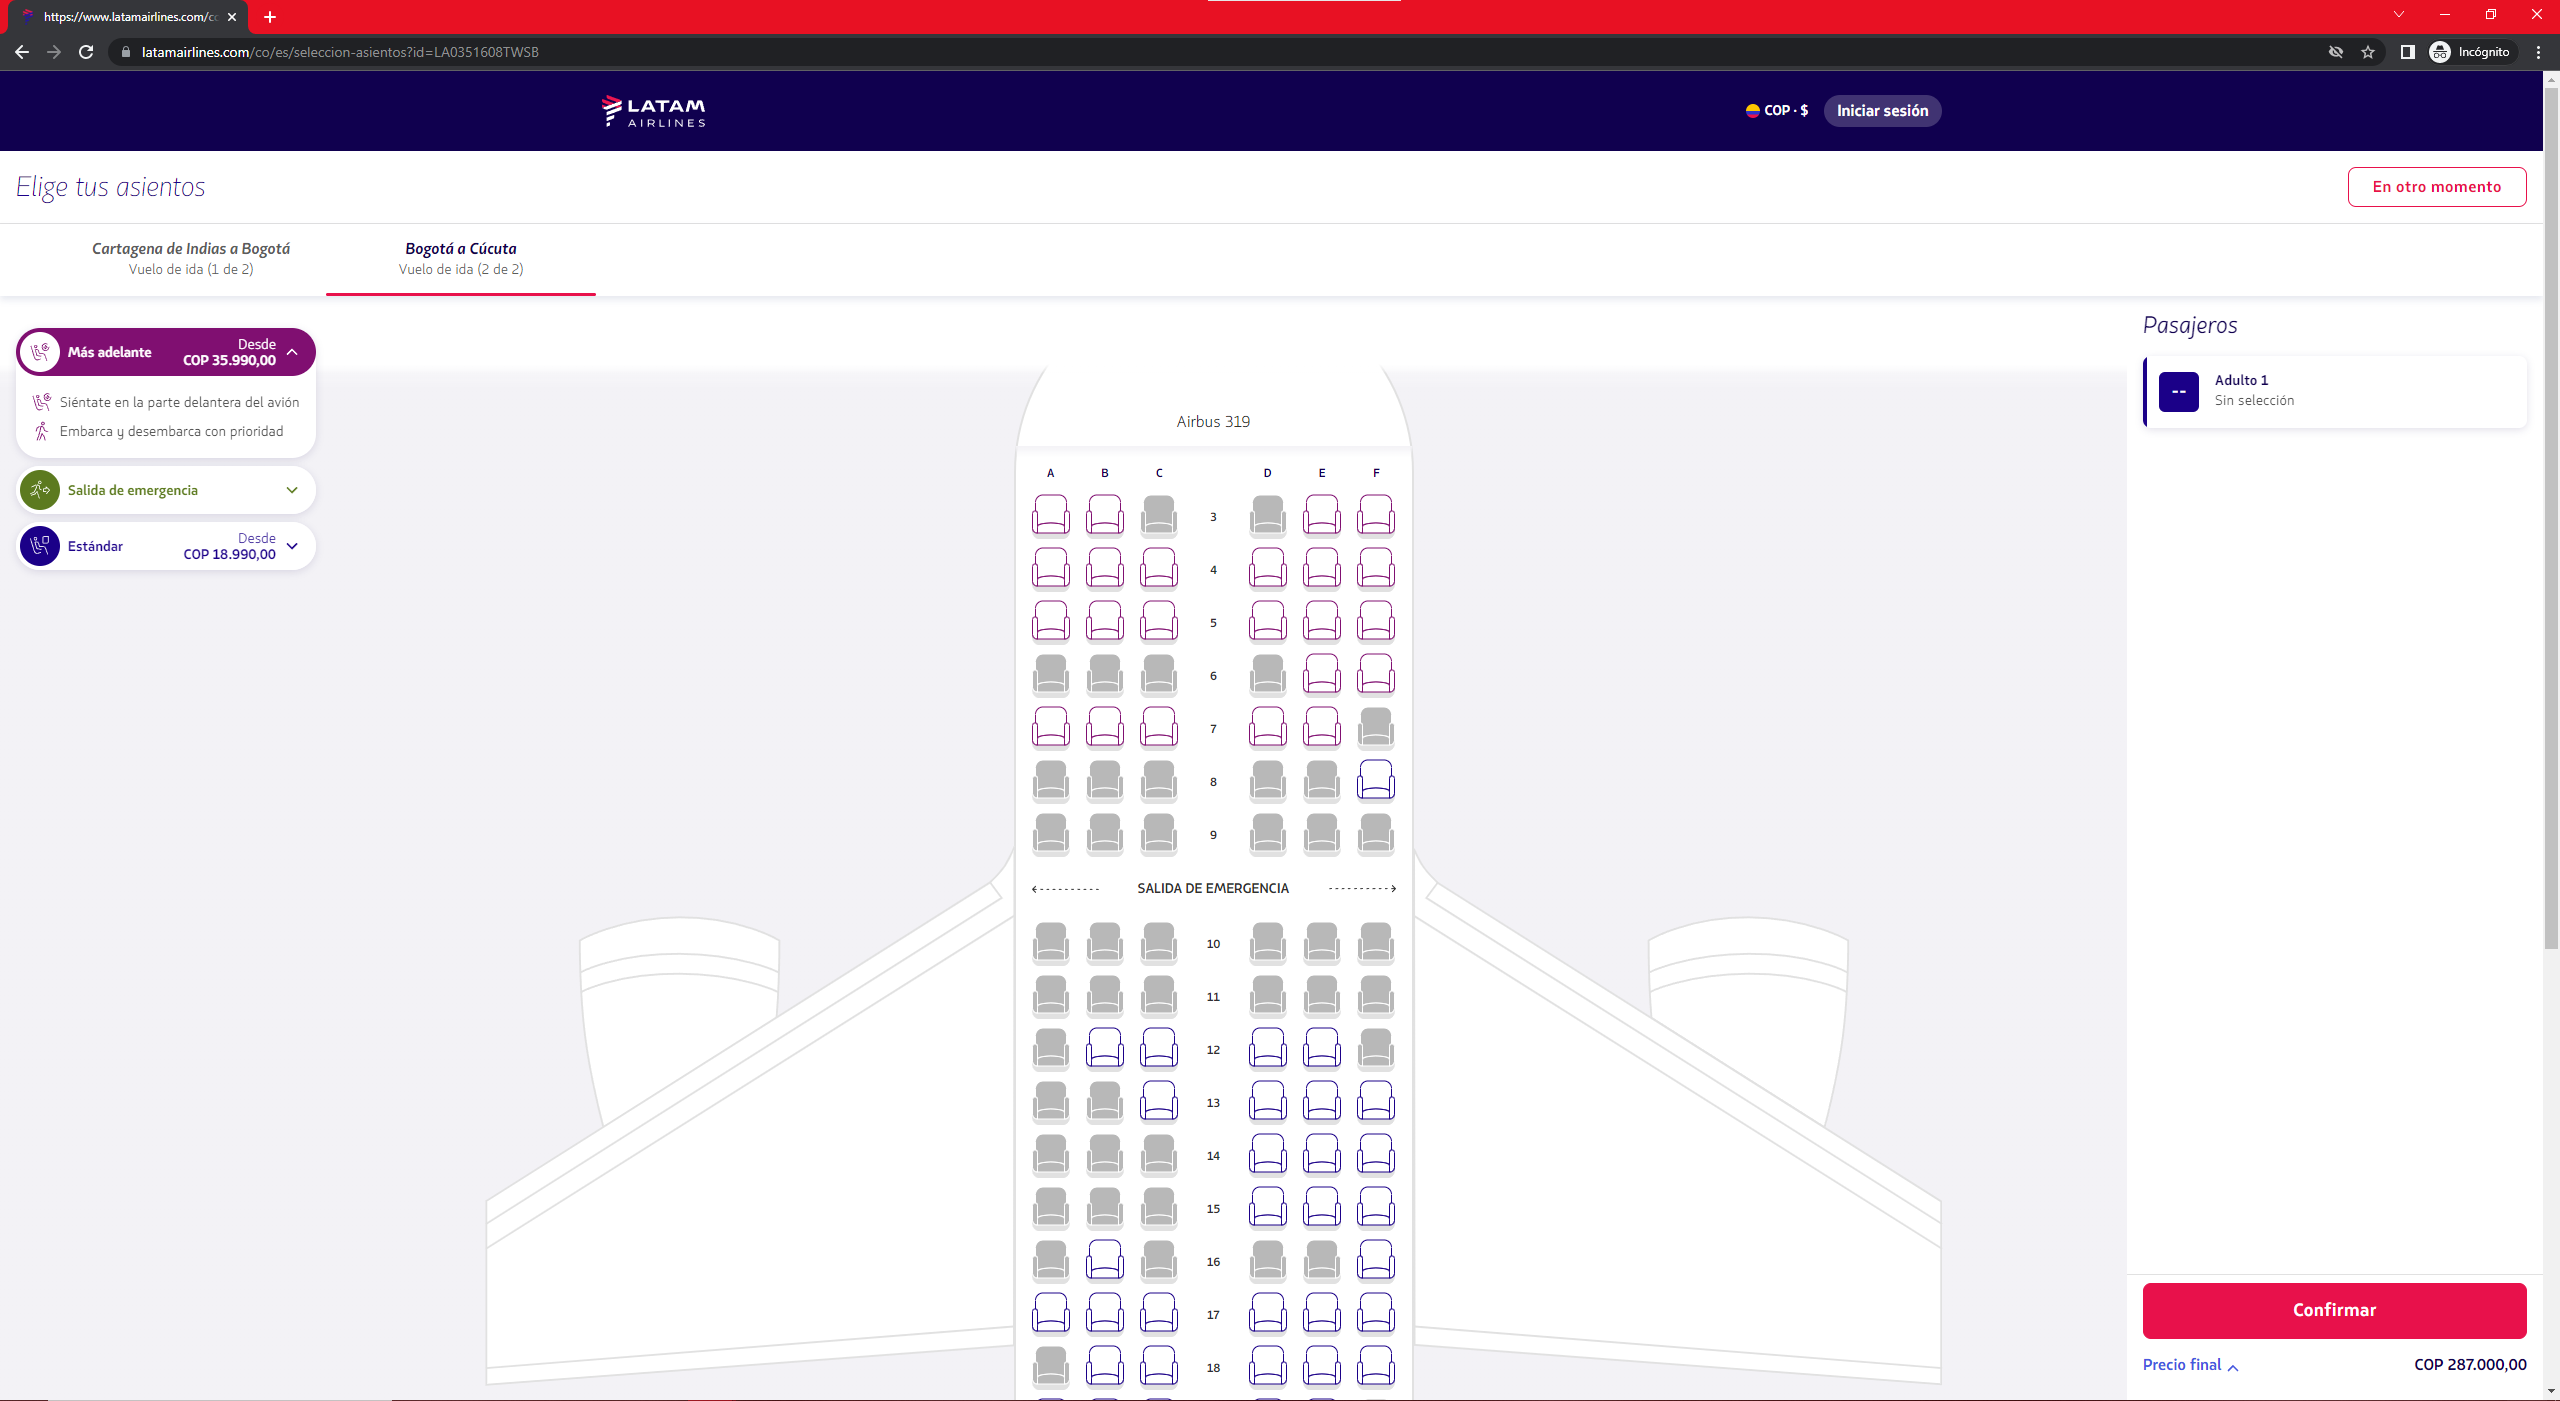 https://www.latamairlines.com/co
latamairlines.com/co/es/seleccion-asientos?id=LA0351608TWSB
Incógnito
LATAM
AIRLINES
COP · $
Iniciar sesión
Elige tus asientos
En otro momento
Cartagena de Indias a Bogotá
Vuelo de ida (1 de 2)
Bogotá a Cúcuta
Vuelo de ida (2 de 2)
Más adelante
Desde
COP 35.990,00
Siéntate en la parte delantera del avión
Embarca y desembarca con prioridad
Salida de emergencia
Estándar
Desde
COP 18.990,00
Airbus 319
A B C D E F
3
4
5
6
7
8
9
SALIDA DE EMERGENCIA
10
11
12
13
14
15
16
17
18
Pasajeros
--
Adulto 1
Sin selección
Confirmar
Precio final
COP 287.000,00